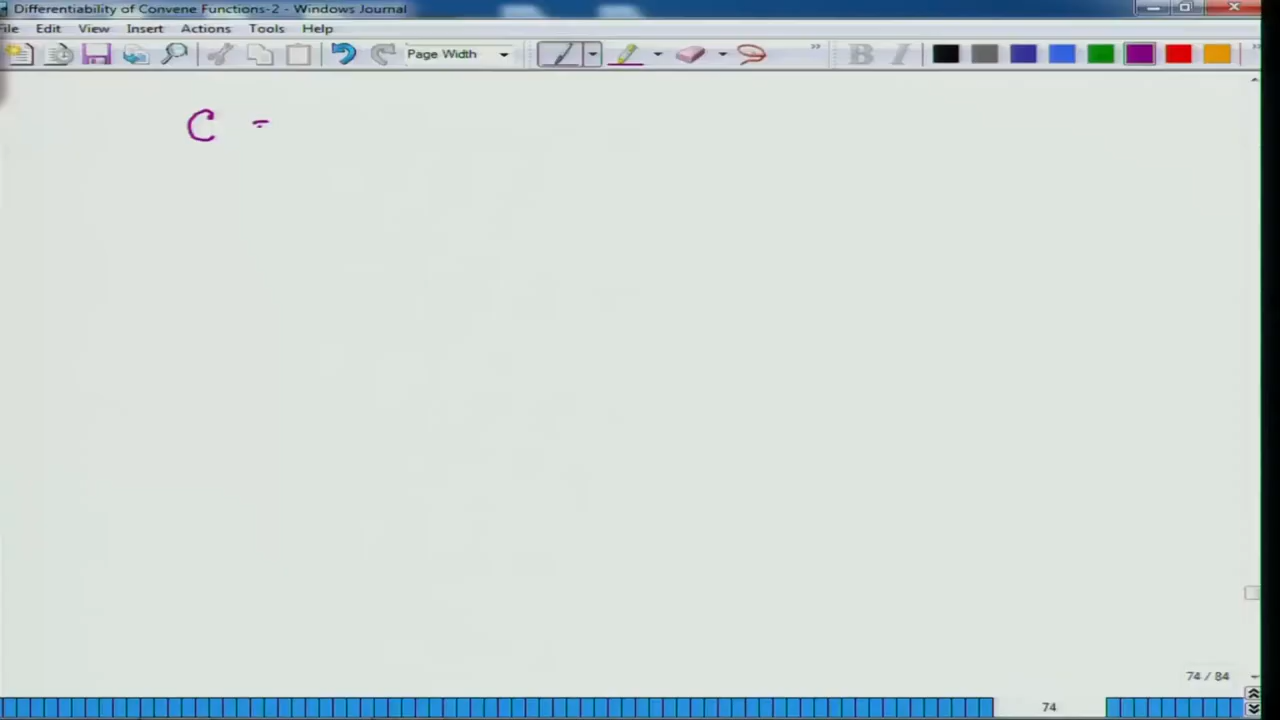 Differentiability of Convene Functions-2 - Windows Journal
File Edit View Insert Actions Tools Help
Page Width
B I
C =
74 / 84
74